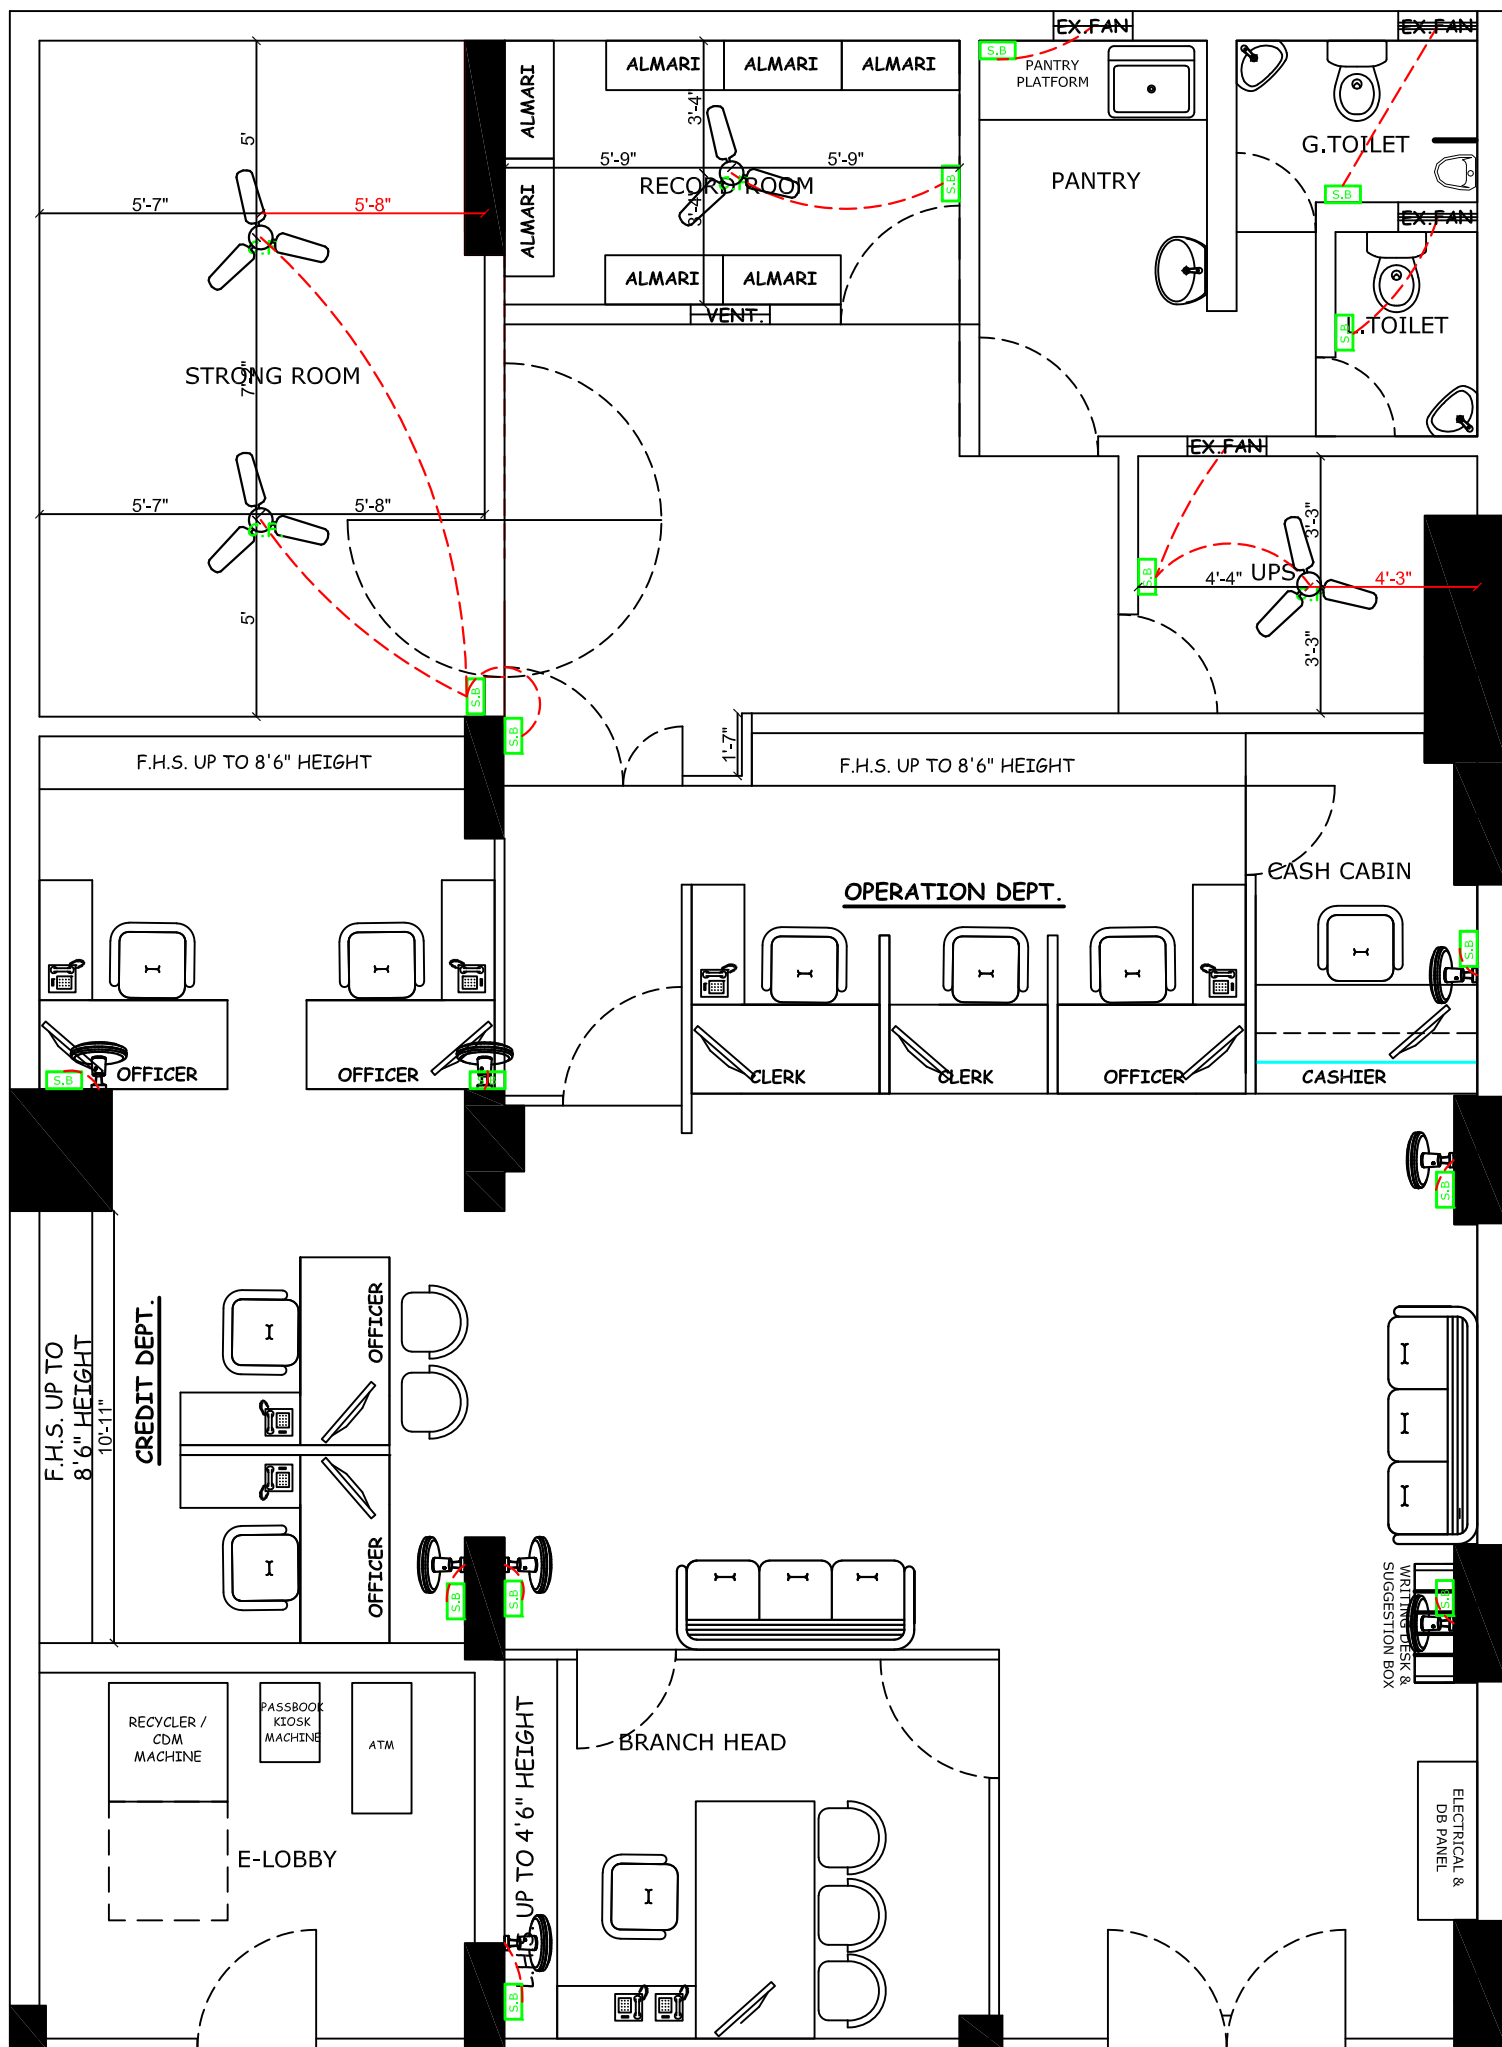 EX.FAN
EX.FAN
S.B
PANTRY
PLATFORM
ALMARI
ALMARI
ALMARI
ALMARI
3'-4"
5'
G.TOILET
5'-9"
5'-9"
RECORD ROOM
S.B
PANTRY
S.B
5'-7"
5'-8"
ALMARI
3'-4"
EX.FAN
ALMARI
ALMARI
VENT.
S.B
L.TOILET
STRONG ROOM
7'-9"
EX.FAN
5'-7"
5'-8"
C.F.
3'-3"
S.B
4'-4"
UPS
4'-3"
5'
3'-3"
S.B
S.B
1'-7"
F.H.S. UP TO 8'6" HEIGHT
F.H.S. UP TO 8'6" HEIGHT
CASH CABIN
OPERATION DEPT.
S.B
S.B
OFFICER
OFFICER
CLERK
CLERK
OFFICER
CASHIER
S.B
F.H.S. UP TO
8'6" HEIGHT
10'-11"
CREDIT DEPT.
OFFICER
OFFICER
S.B
S.B
S.B
WRITING DESK &
SUGGESTION BOX
RECYCLER /
CDM
MACHINE
PASSBOOK
KIOSK
MACHINE
ATM
BRANCH HEAD
UP TO 4'6" HEIGHT
E-LOBBY
ELECTRICAL &
DB PANEL
S.B